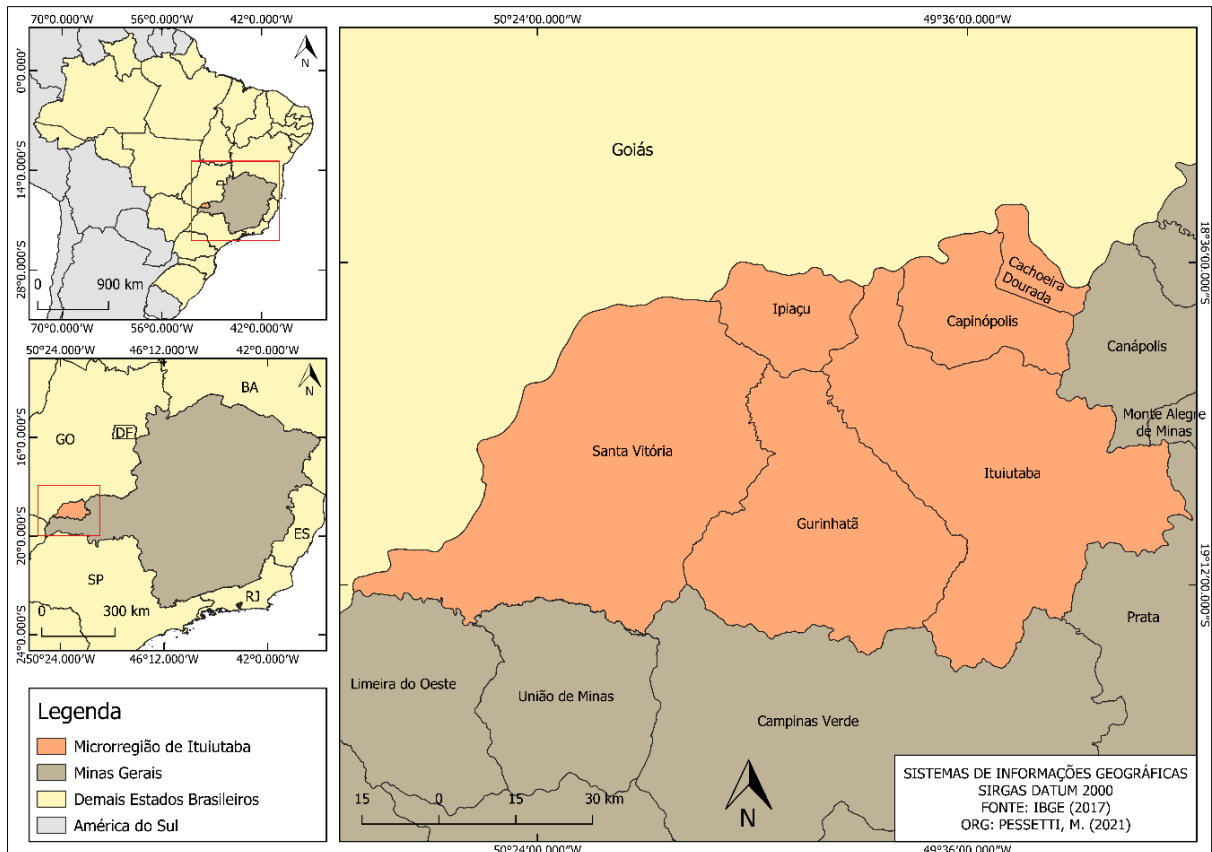 70°0.000'W 56°0.000'W 42°0.000'W
0°0.000'
14°0.000'S
28°0.000'S
N
0 900 km
70°0.000'W 56°0.000'W 42°0.000'W
50°24.000'W 46°12.000'W 42°0.000'W
16°0.000'S
20°0.000'S
24°0.000'S
BA
N
GO
DF
ES
SP
RJ
0 300 km
50°24.000'W 46°12.000'W 42°0.000'W
Legenda
Microrregião de Ituiutaba
Minas Gerais
Demais Estados Brasileiros
América do Sul
50°24.000'W 49°36.000'W
Goiás
18°36.000'S
Cachoeira
Dourada
Ipiaçu
Capinópolis
Canápolis
Monte Alegre
de Minas
Santa Vitória
Ituiutaba
Gurinhatã
19°12.000'S
Prata
Limeira do Oeste
União de Minas
Campinas Verde
15 0 15 30 km
N
SISTEMAS DE INFORMAÇÕES GEOGRÁFICAS
SIRGAS DATUM 2000
FONTE: IBGE (2017)
ORG: PESSETTI, M. (2021)
50°24.000'W 49°36.000'W